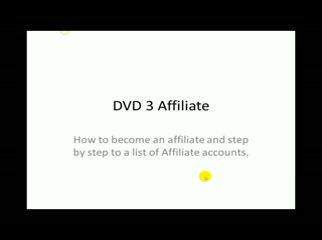 DVD 3 Affiliate
How to become an affiliate and step
by step to a list of Affiliate accounts.